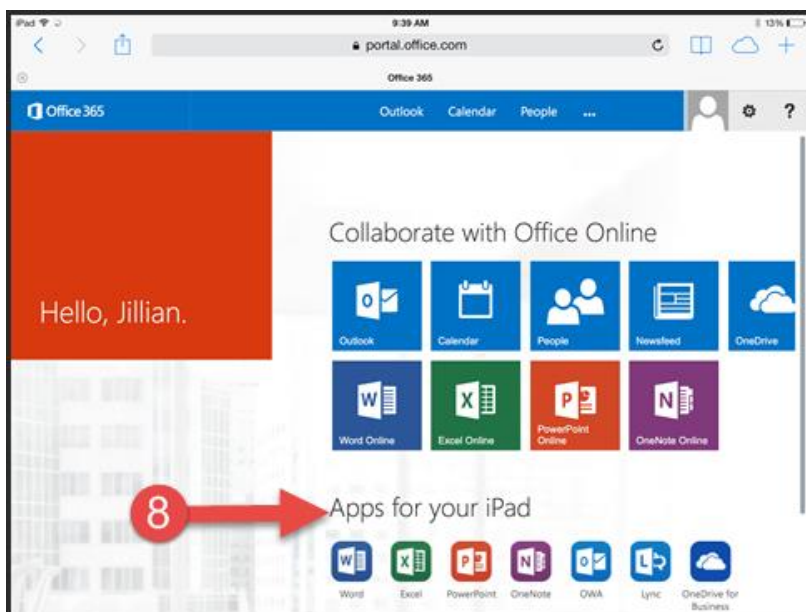 iPad 9:39 AM 13%
portal.office.com
Office 365
Office 365 Outlook Calendar People ... ?
Hello, Jillian.
Collaborate with Office Online
Outlook Calendar People Newsfeed OneDrive
Word Online Excel Online PowerPoint Online OneNote Online
8
Apps for your iPad
Word Excel PowerPoint OneNote OWA Lync OneDrive for Business